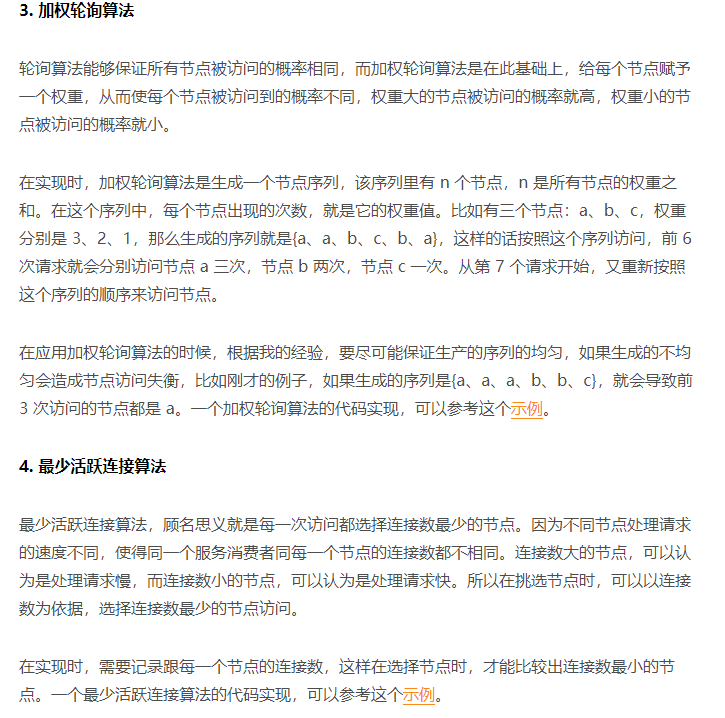 3. 加权轮询算法
轮询算法能够保证所有节点被访问的概率相同，而加权轮询算法是在此基础上，给每个节点赋予
一个权重，从而使每个节点被访问到的概率不同，权重大的节点被访问的概率就高，权重小的节
点被访问的概率就小。
在实现时，加权轮询算法是生成一个节点序列，该序列里有 n 个节点，n 是所有节点的权重之
和。在这个序列中，每个节点出现的次数，就是它的权重值。比如有三个节点：a、b、c，权重
分别是 3、2、1，那么生成的序列就是{a、a、b、c、b、a}，这样的话按照这个序列访问，前 6
次请求就会分别访问节点 a 三次，节点 b 两次，节点 c 一次。从第 7 个请求开始，又重新按照
这个序列的顺序来访问节点。
在应用加权轮询算法的时候，根据我的经验，要尽可能保证生产的序列的均匀，如果生成的不均
匀会造成节点访问失衡，比如刚才的例子，如果生成的序列是{a、a、a、b、b、c}，就会导致前
3 次访问的节点都是 a。一个加权轮询算法的代码实现，可以参考这个示例。
4. 最少活跃连接算法
最少活跃连接算法，顾名思义就是每一次访问都选择连接数最少的节点。因为不同节点处理请求
的速度不同，使得同一个服务消费者同每一个节点的连接数都不相同。连接数大的节点，可以认
为是处理请求慢，而连接数小的节点，可以认为是处理请求快。所以在挑选节点时，可以以连接
数为依据，选择连接数最少的节点访问。
在实现时，需要记录跟每一个节点的连接数，这样在选择节点时，才能比较出连接数最小的节
点。一个最少活跃连接算法的代码实现，可以参考这个示例。